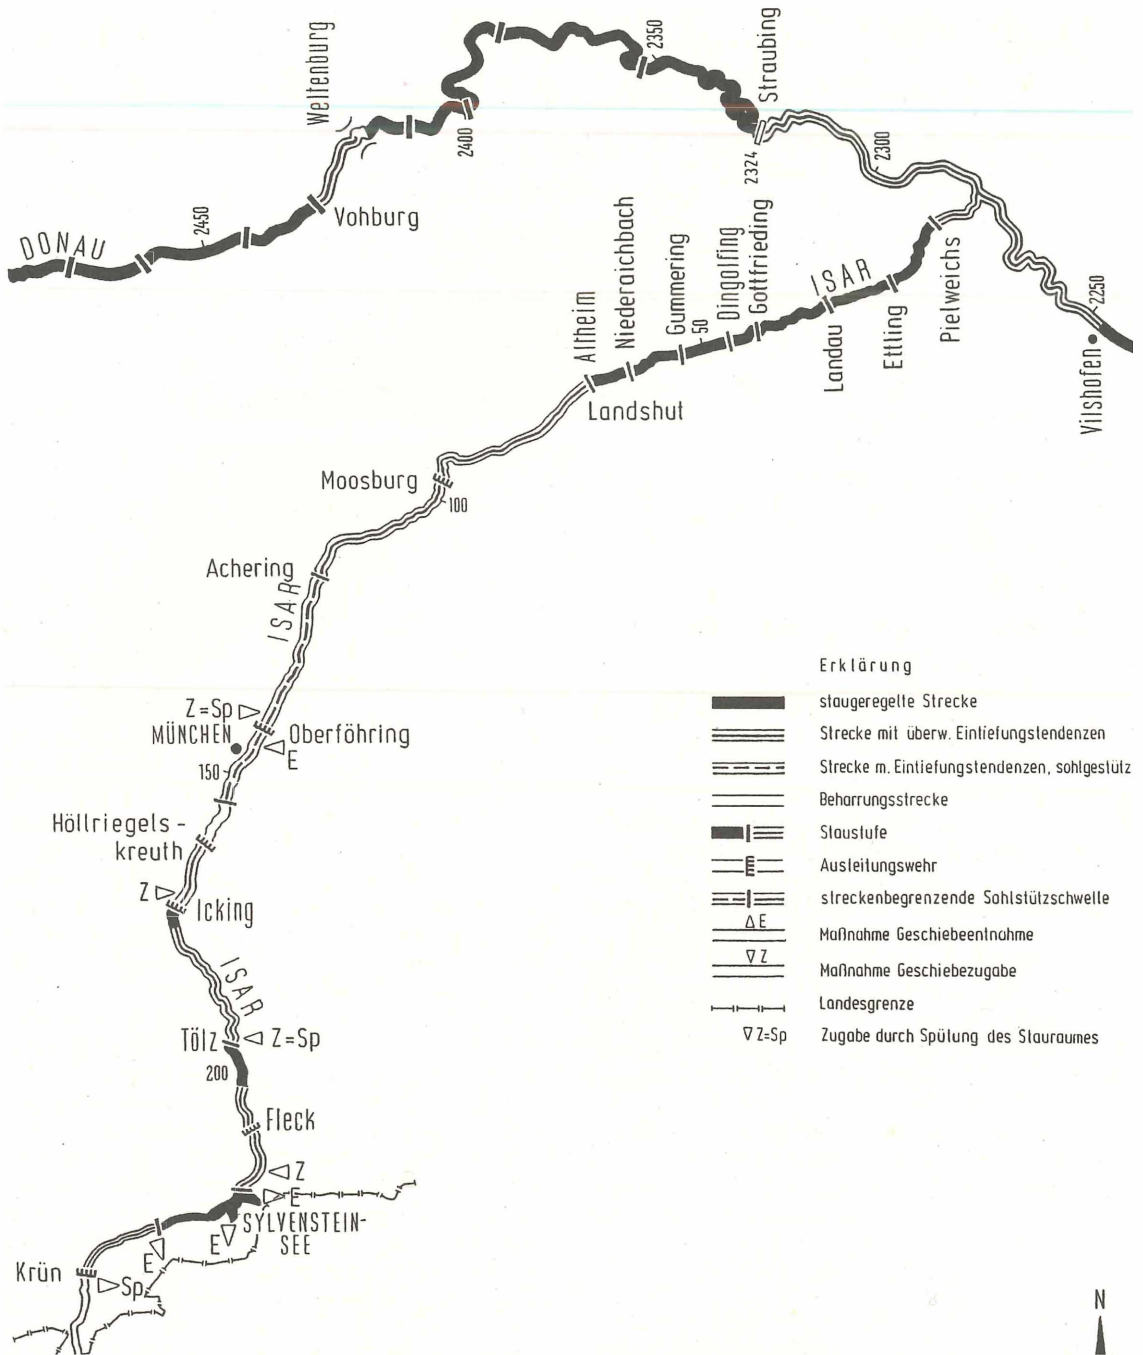 Weltenburg
2400
2350
Straubing
2324
2300
DONAU
2450
Vohburg
Altheim
Niederaichbach
Gummering
50
Dingolfing
Gottfrieding
ISAR
Landau
Ettling
Pielweichs
2250
Vilshofen
Landshut
Moosburg
100
Achering
ISAR
Z=Sp
MÜNCHEN
Oberföhring
E
150
Höllriegels-
kreuth
Z
Icking
ISAR
Tölz
Z=Sp
200
Fleck
Z
E
SYLVENSTEIN-
SEE
E
E
Krün
Sp
Erklärung
staugeregelte Strecke
Strecke mit überw. Eintiefungstendenzen
Strecke m. Eintiefungstendenzen, sohlgestütz
Beharrungsstrecke
Staustufe
Ausleitungswehr
streckenbegrenzende Sohlstützschwelle
E
Maßnahme Geschiebeentnahme
Z
Maßnahme Geschiebezugabe
Landesgrenze
Z=Sp Zugabe durch Spülung des Stauraumes
N